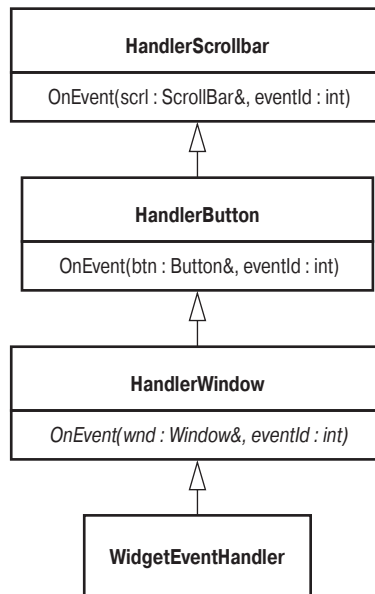 HandlerScrollbar
OnEvent(scrl : ScrollBar&, eventId : int)
HandlerButton
OnEvent(btn : Button&, eventId : int)
HandlerWindow
OnEvent(wnd : Window&, eventId : int)
WidgetEventHandler